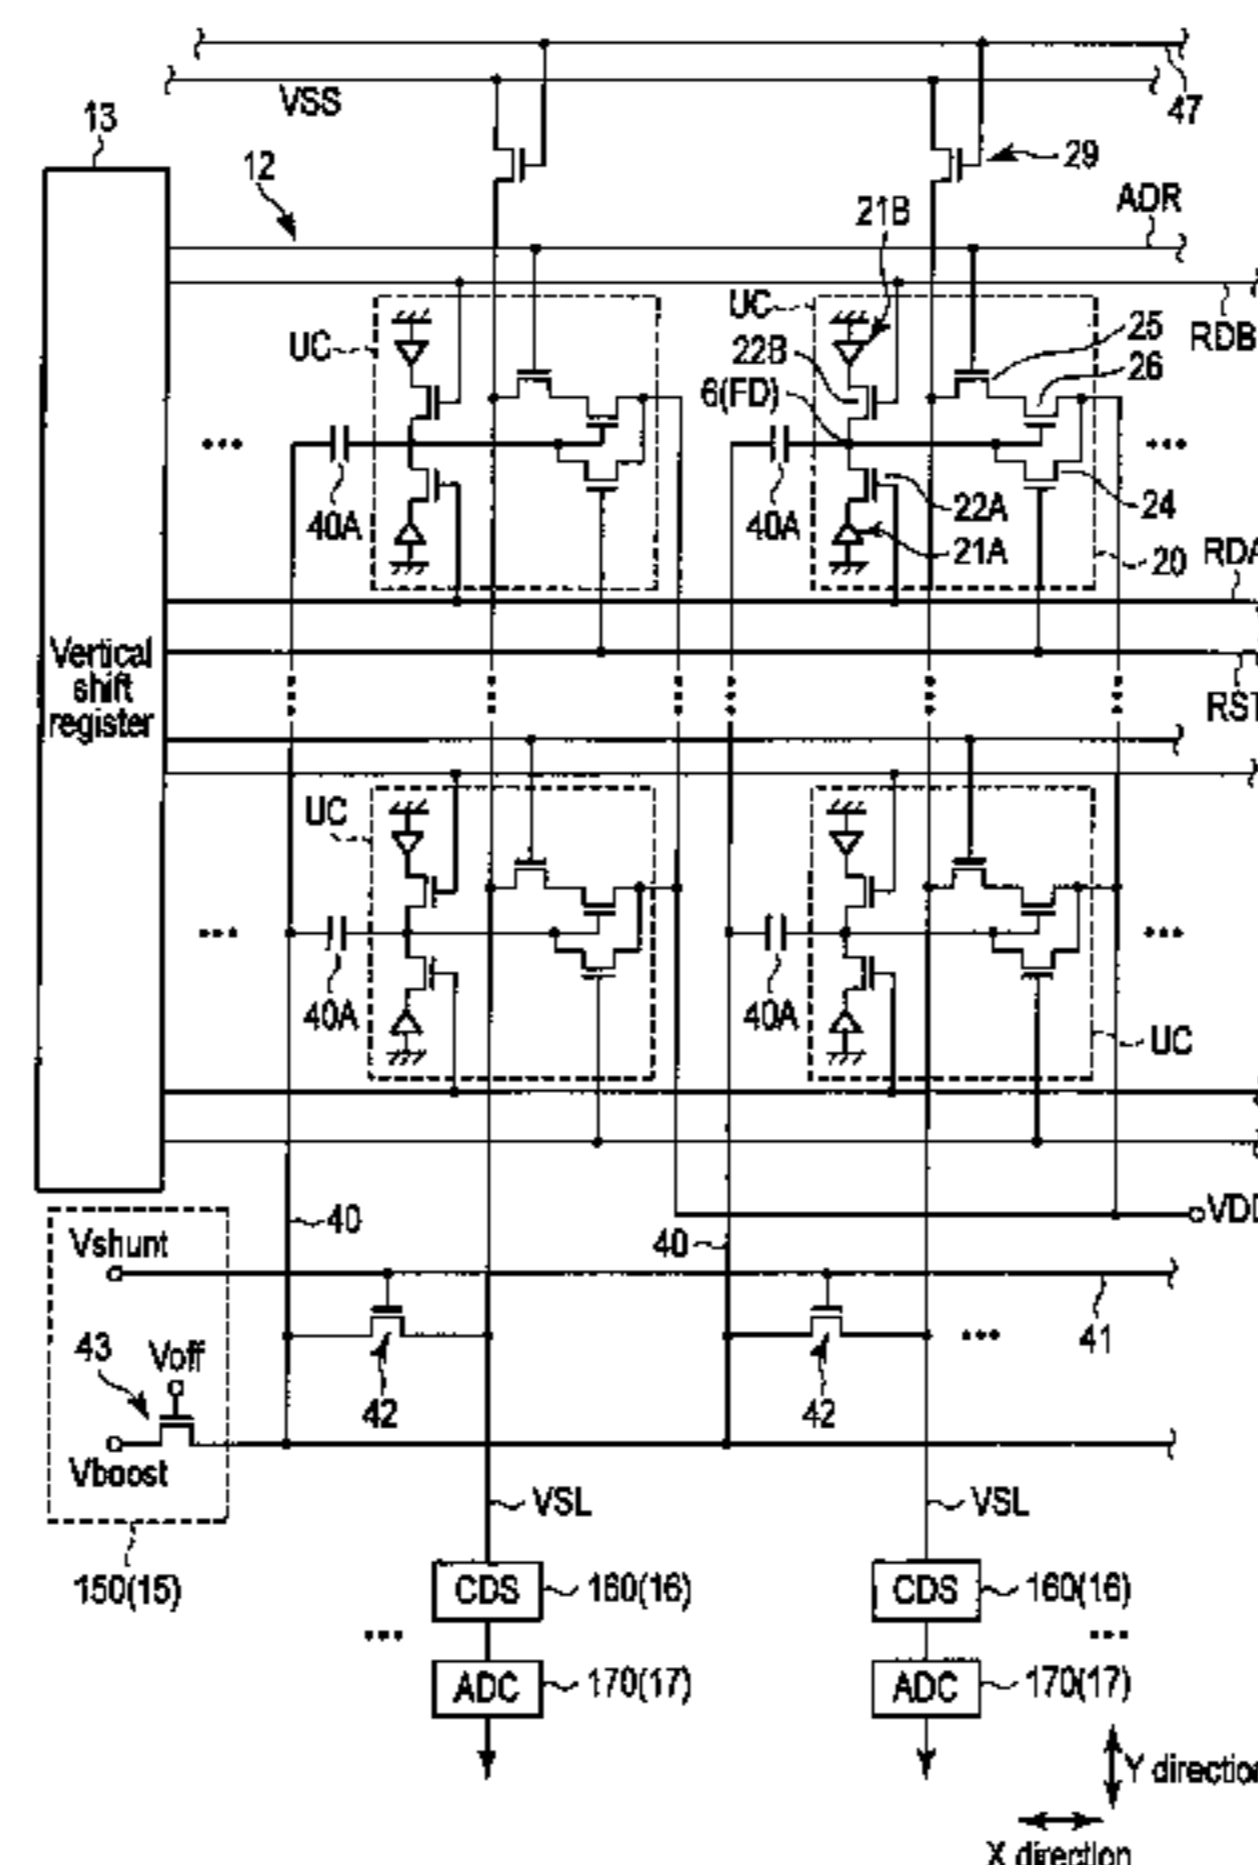 VSS
47
13
12
29
21B
ADR
UC
UC
22B
25
RDB
6(FD)
26
...
...
40A
40A
22A
24
21A
20
RDA
Vertical
shift
register
RST
UC
...
...
40A
40A
UC
40
40
VDD
Vshunt
43
Voff
42
42
...
41
Vboost
VSL
VSL
150(15)
CDS
160(16)
CDS
160(16)
...
...
ADC
170(17)
ADC
170(17)
Y direction
X direction